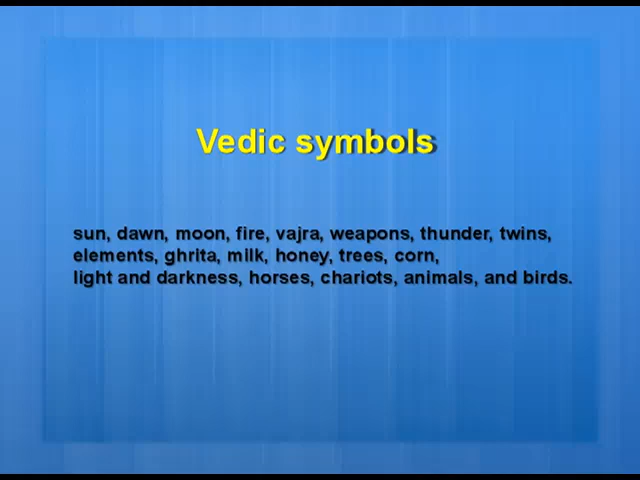 Vedic symbols
sun, dawn, moon, fire, vajra, weapons, thunder, twins,
elements, ghrita, milk, honey, trees, corn,
light and darkness, horses, chariots, animals, and birds.